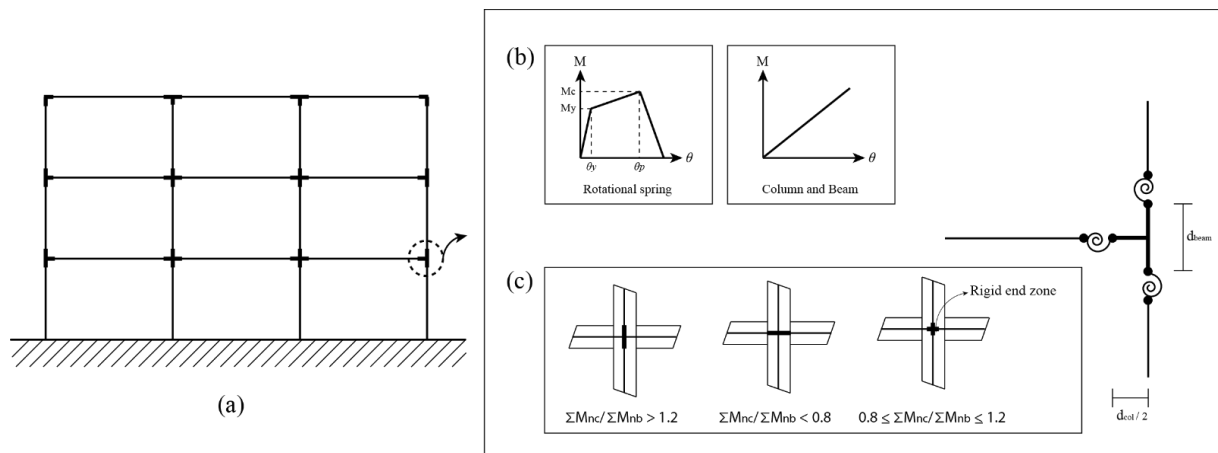 (a)
(b)
M
Mc
My
θy
θp
θ
Rotational spring
M
θ
Column and Beam
(c)
Rigid end zone
ΣMnc/ΣMnb > 1.2
ΣMnc/ΣMnb < 0.8
0.8 ≤ ΣMnc/ΣMnb ≤ 1.2
dbeam
dcol / 2